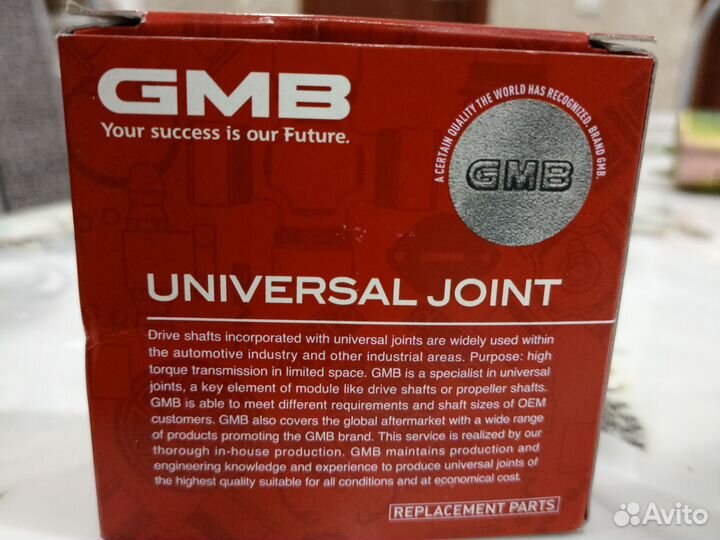 GMB
Your success is our Future.
A CERTAIN QUALITY THE WORLD HAS RECOGNIZED. BRAND GMB.
GMB
UNIVERSAL JOINT
Drive shafts incorporated with universal joints are widely used within
the automotive industry and other industrial areas. Purpose: high
torque transmission in limited space. GMB is a specialist in universal
joints, a key element of module like drive shafts or propeller shafts.
GMB is able to meet different requirements and shaft sizes of OEM
customers. GMB also covers the global aftermarket with a wide range
of products promoting the GMB brand. This service is realized by our
thorough in-house production. GMB maintains production and
engineering knowledge and experience to produce universal joints of
the highest quality suitable for all conditions and at economical cost.
REPLACEMENT PARTS
Avito